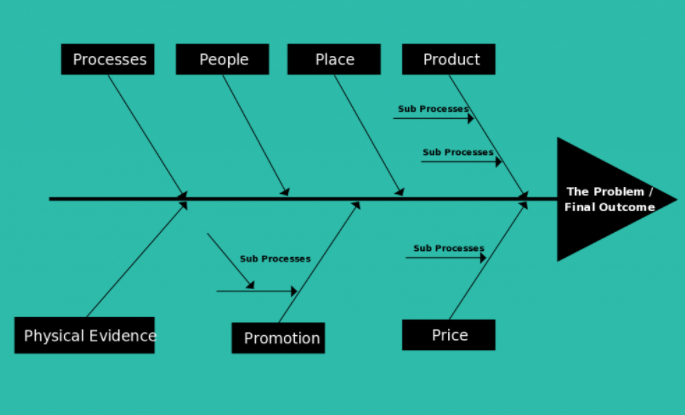 Processes
People
Place
Product
Sub Processes
Sub Processes
The Problem /
Final Outcome
Sub Processes
Sub Processes
Physical Evidence
Promotion
Price